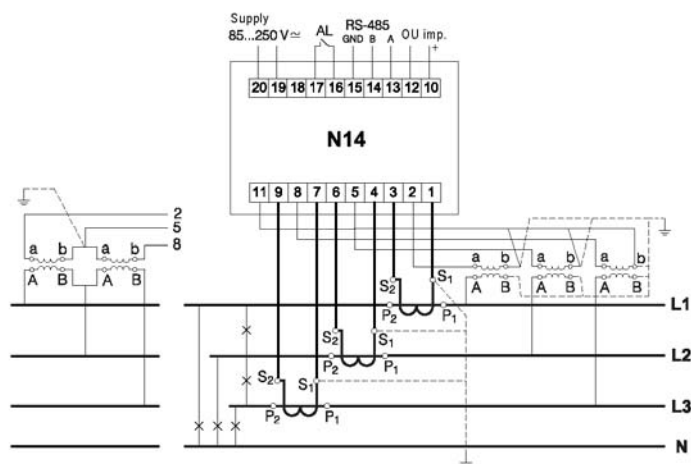 Supply
85...250 V≃ AL RS-485 OU imp.
GND B A +
20 19 18 17 16 15 14 13 12 10
N14
11 9 8 7 6 5 4 3 2 1
2
5
8
a b a b
A B A B
a b a b a b
A B A B A B
S₂ S₁
P₂ P₁
L1
S₂ S₁
P₂ P₁
L2
S₂ S₁
P₂ P₁
L3
N